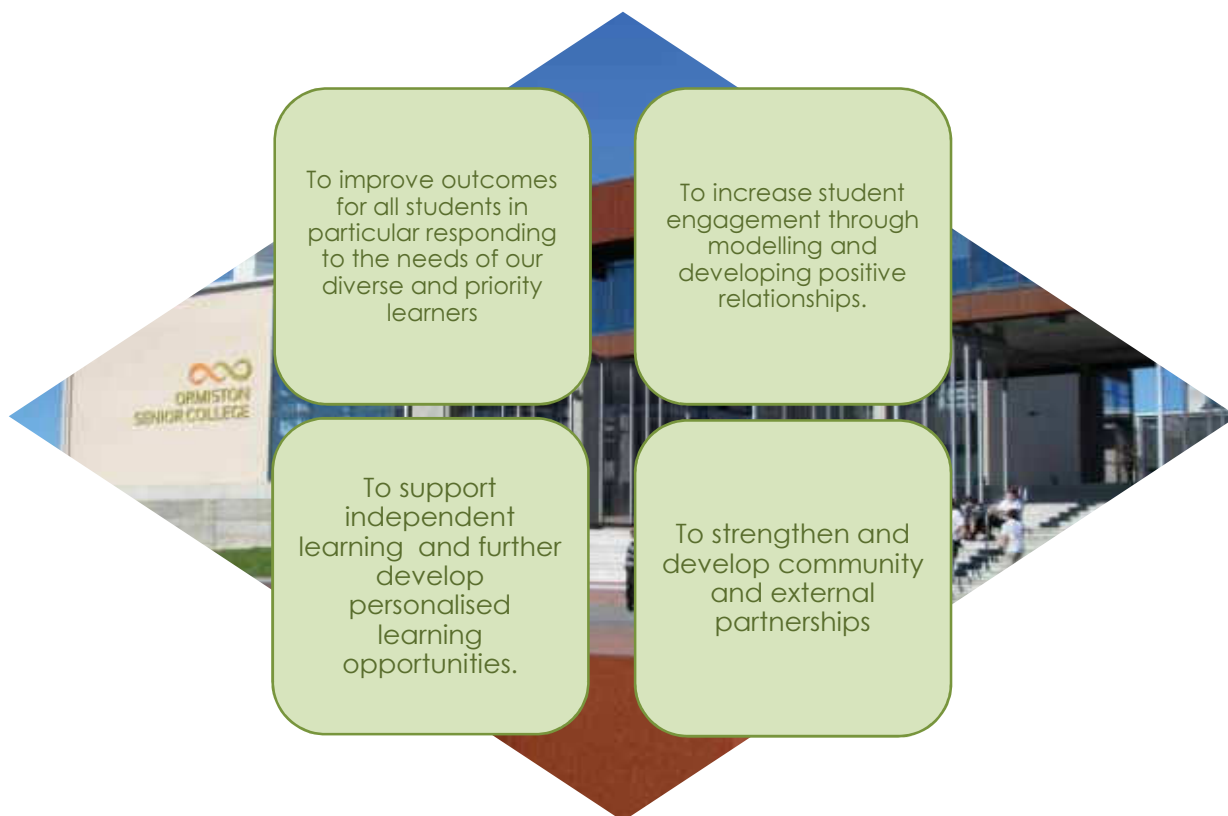 To improve outcomes
for all students in
particular responding
to the needs of our
diverse and priority
learners
To increase student
engagement through
modelling and
developing positive
relationships.
ORMISTON
SENIOR COLLEGE
To support
independent
learning  and further
develop
personalised
learning
opportunities.
To strengthen and
develop community
and external
partnerships